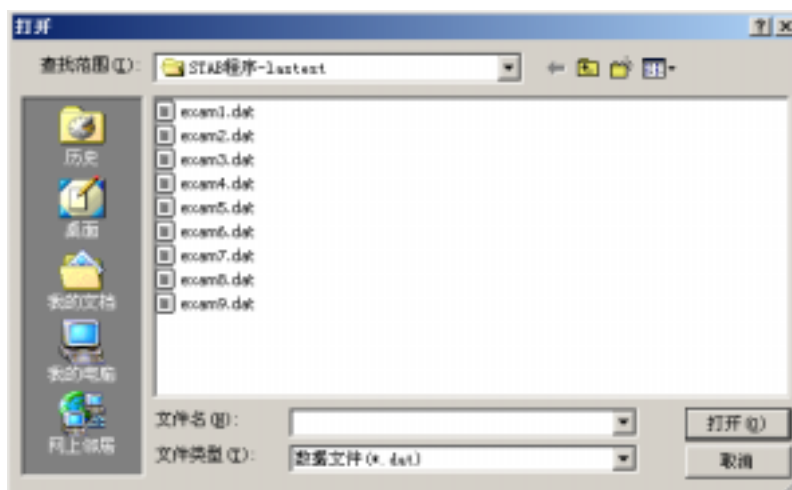 打开
查找范围(I):
STAB程序-lastest
历史
桌面
我的文档
我的电脑
网上邻居
exam1.dat
exam2.dat
exam3.dat
exam4.dat
exam5.dat
exam6.dat
exam7.dat
exam8.dat
exam9.dat
文件名(N):
打开(O)
文件类型(T):
数据文件(*.dat)
取消